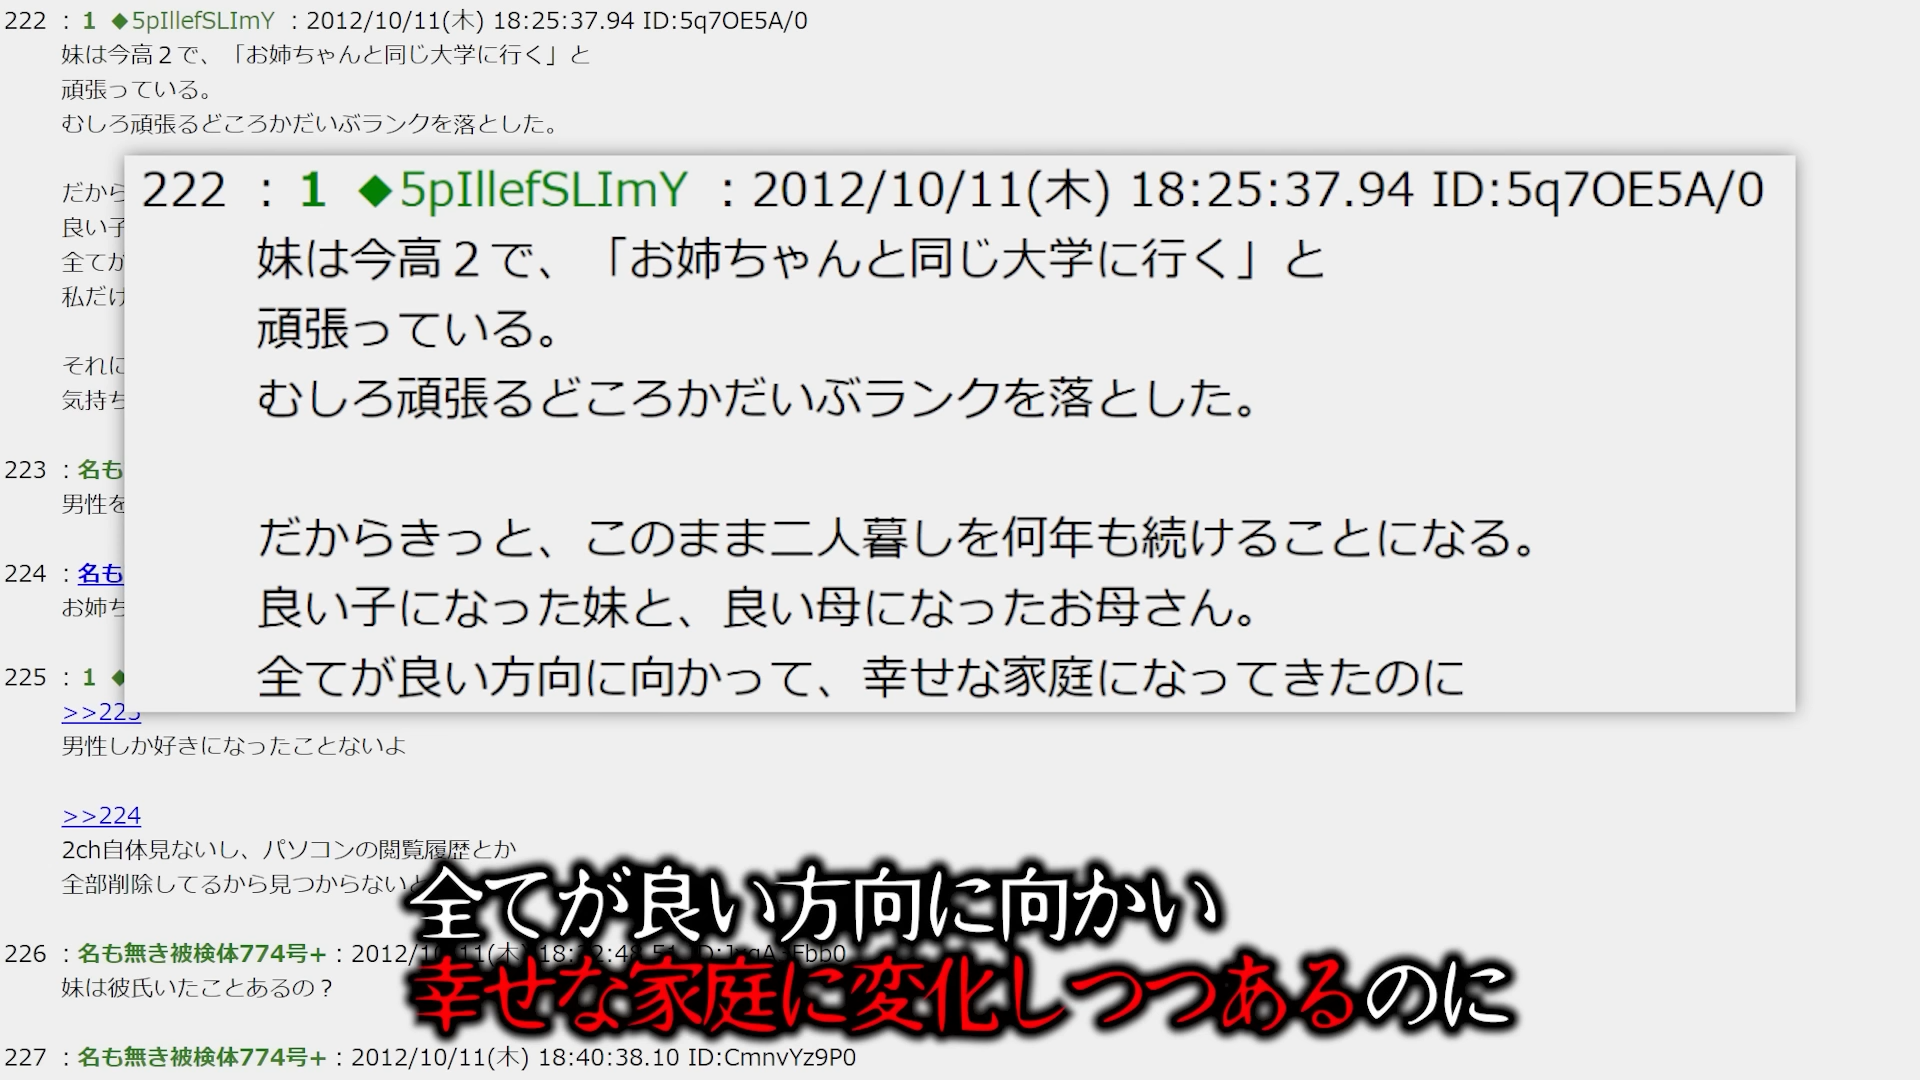 222 : 1 ◆5pIllefSLImY : 2012/10/11(木) 18:25:37.94 ID:5q7OE5A/0
妹は今高２で、「お姉ちゃんと同じ大学に行く」と
頑張っている。
むしろ頑張るどころかだいぶランクを落とした。
だから
良い子
全てが
私だけ
それに
気持ち
222 : 1 ◆5pIllefSLImY : 2012/10/11(木) 18:25:37.94 ID:5q7OE5A/0
妹は今高２で、「お姉ちゃんと同じ大学に行く」と
頑張っている。
むしろ頑張るどころかだいぶランクを落とした。
だからきっと、このまま二人暮しを何年も続けることになる。
良い子になった妹と、良い母になったお母さん。
全てが良い方向に向かって、幸せな家庭になってきたのに
223 : 名も
男性を
224 : 名も
お姉ち
225 : 1 ◆
>>223
男性しか好きになったことないよ
>>224
2ch自体見ないし、パソコンの閲覧履歴とか
全部削除してるから見つからないと
全てが良い方向に向かい
226 : 名も無き被検体774号+ : 2012/10/11(木) 18:32:48.51
妹は彼氏いたことあるの？
幸せな家庭に変化しつつあるのに
227 : 名も無き被検体774号+ : 2012/10/11(木) 18:40:38.10 ID:CmnvYz9P0